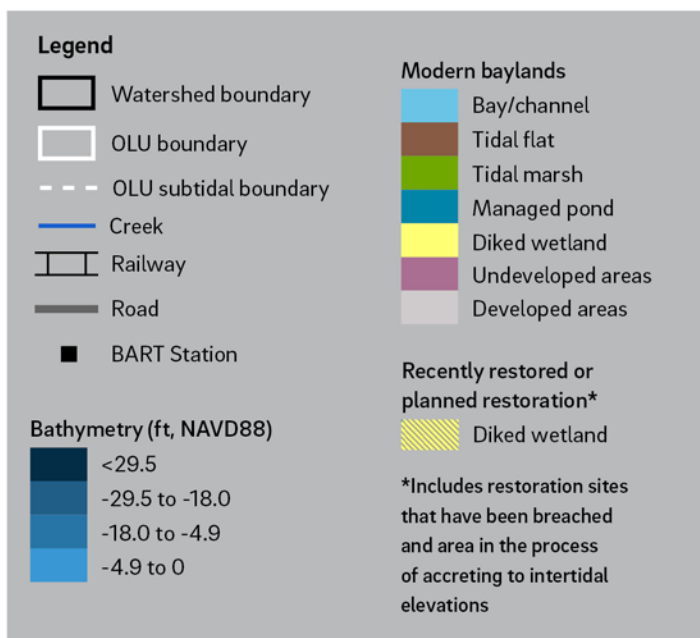 Legend
Watershed boundary
OLU boundary
OLU subtidal boundary
Creek
Railway
Road
BART Station
Bathymetry (ft, NAVD88)
<29.5
-29.5 to -18.0
-18.0 to -4.9
-4.9 to 0
Modern baylands
Bay/channel
Tidal flat
Tidal marsh
Managed pond
Diked wetland
Undeveloped areas
Developed areas
Recently restored or
planned restoration*
Diked wetland
*Includes restoration sites
that have been breached
and area in the process
of accreting to intertidal
elevations